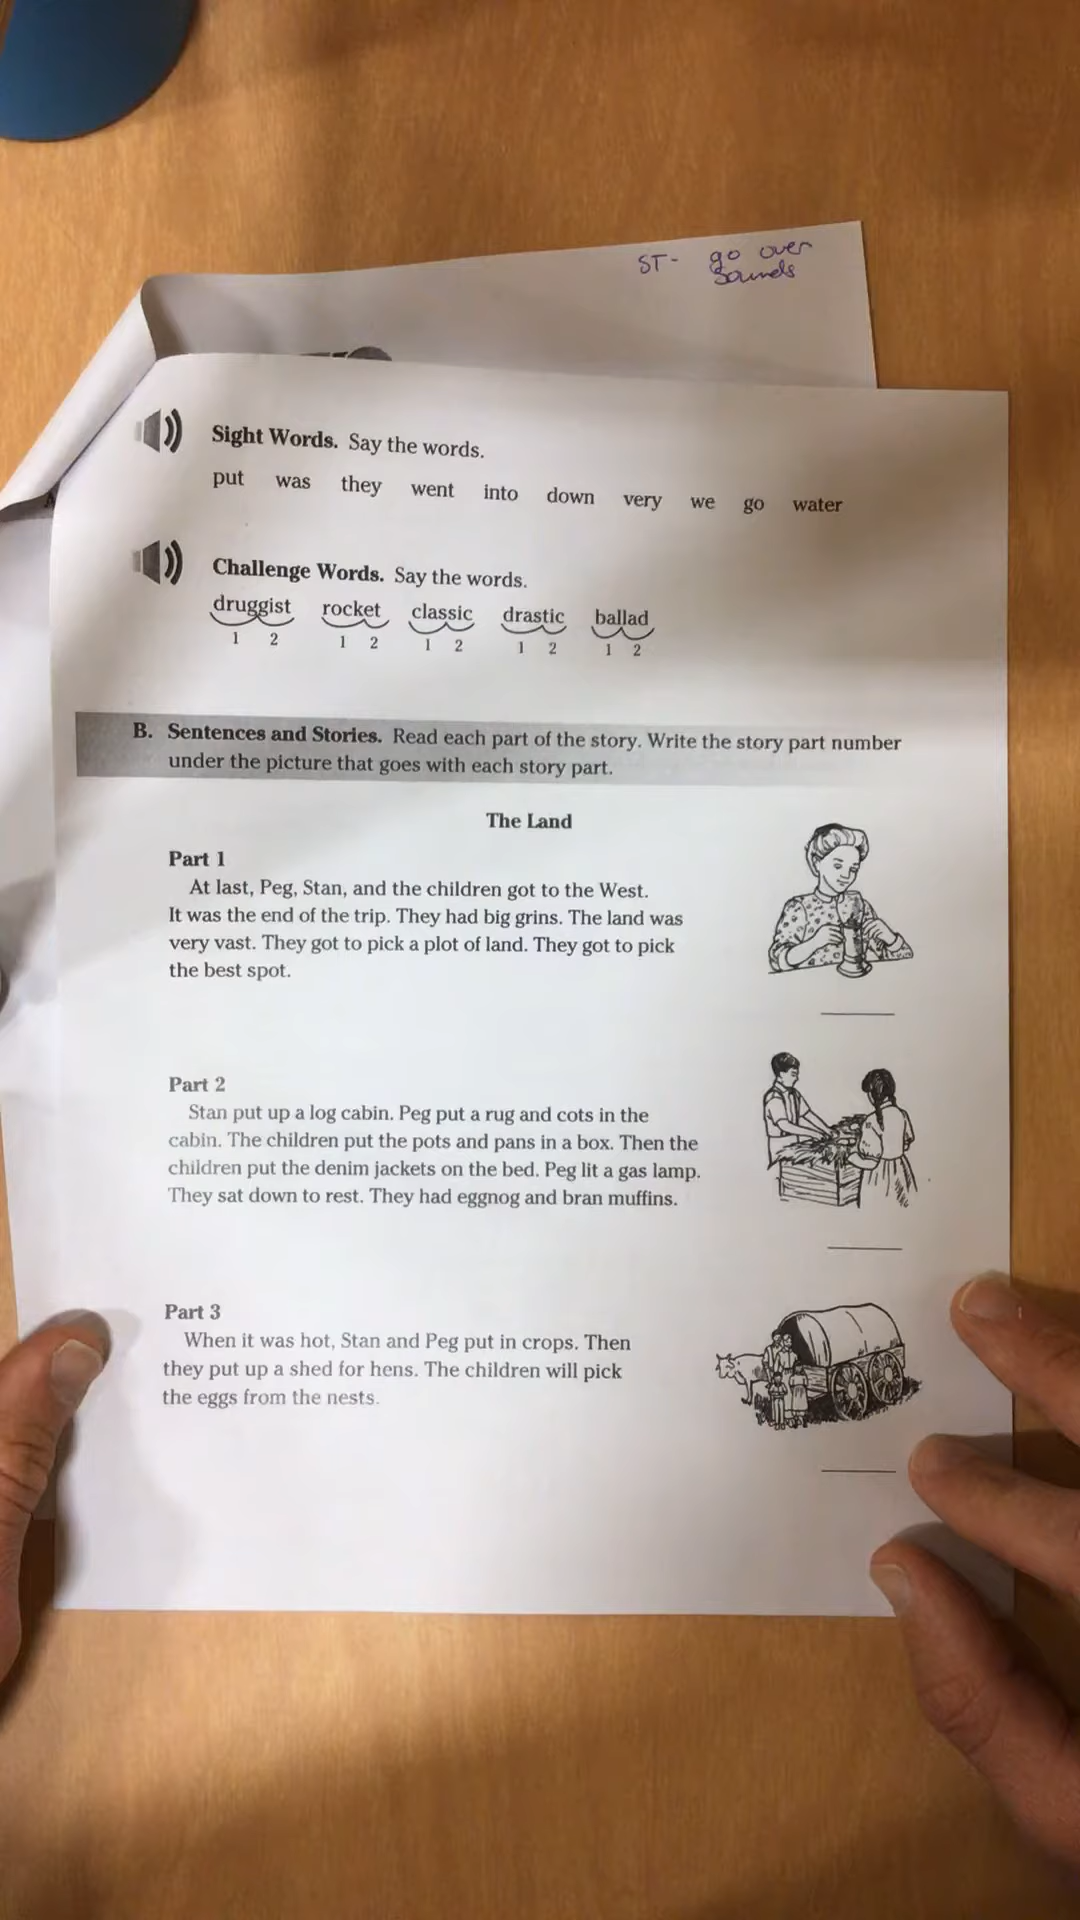 ST- go over
sounds
Sight Words. Say the words.
put was they went into down very we go water
Challenge Words. Say the words.
druggist rocket classic drastic ballad
1 2 1 2 1 2 1 2 1 2
B. Sentences and Stories. Read each part of the story. Write the story part number
under the picture that goes with each story part.
The Land
Part 1
At last, Peg, Stan, and the children got to the West.
It was the end of the trip. They had big grins. The land was
very vast. They got to pick a plot of land. They got to pick
the best spot.
Part 2
Stan put up a log cabin. Peg put a rug and cots in the
cabin. The children put the pots and pans in a box. Then the
children put the denim jackets on the bed. Peg lit a gas lamp.
They sat down to rest. They had eggnog and bran muffins.
Part 3
When it was hot, Stan and Peg put in crops. Then
they put up a shed for hens. The children will pick
the eggs from the nests.